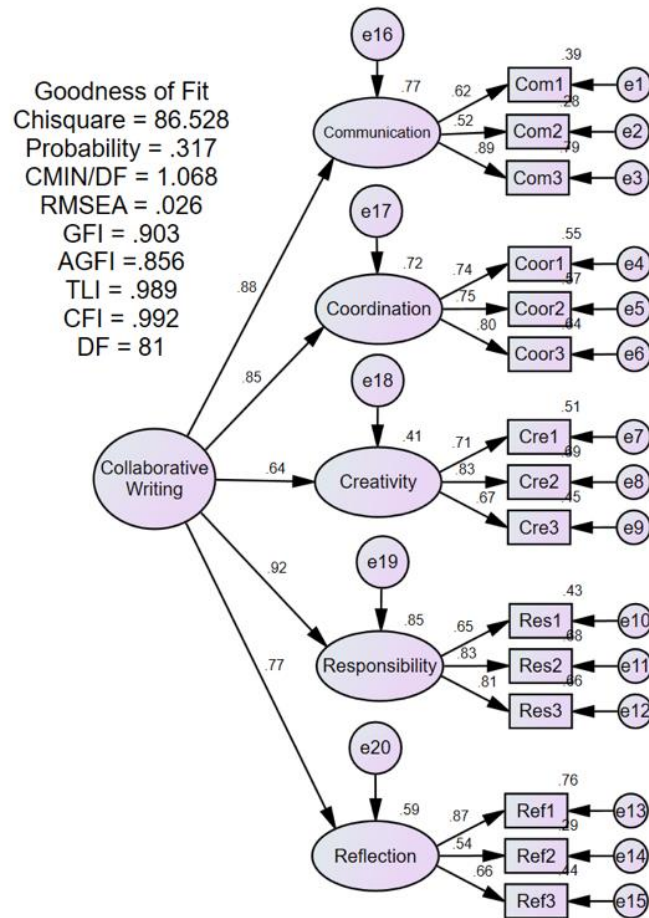 Goodness of Fit
Chisquare = 86.528
Probability = .317
CMIN/DF = 1.068
RMSEA = .026
GFI = .903
AGFI =.856
TLI = .989
CFI = .992
DF = 81
Collaborative
Writing
.88
.85
.64
.92
.77
e16
.77
Communication
.62
.52
.89
.39
Com1
e1
.28
Com2
e2
.79
Com3
e3
e17
.72
Coordination
.74
.75
.80
.55
Coor1
e4
.57
Coor2
e5
.64
Coor3
e6
e18
.41
Creativity
.71
.83
.67
.51
Cre1
e7
.69
Cre2
e8
.45
Cre3
e9
e19
.85
Responsibility
.65
.83
.81
.43
Res1
e10
.68
Res2
e11
.66
Res3
e12
e20
.59
Reflection
.87
.54
.66
.76
Ref1
e13
.29
Ref2
e14
.44
Ref3
e15